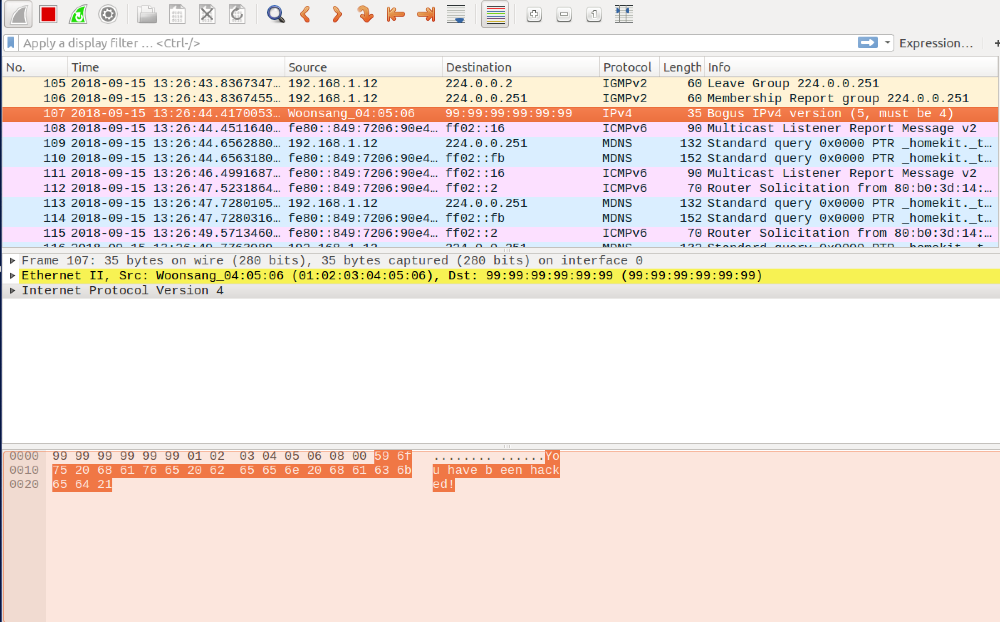 Apply a display filter ... <Ctrl-/> Expression...
No. Time Source Destination Protocol Length Info
105 2018-09-15 13:26:43.8367347… 192.168.1.12 224.0.0.2 IGMPv2 60 Leave Group 224.0.0.251
106 2018-09-15 13:26:43.8367455… 192.168.1.12 224.0.0.251 IGMPv2 60 Membership Report group 224.0.0.251
107 2018-09-15 13:26:44.4170053… Woonsang_04:05:06 99:99:99:99:99:99 IPv4 35 Bogus IPv4 version (5, must be 4)
108 2018-09-15 13:26:44.4511640… fe80::849:7206:90e4… ff02::16 ICMPv6 90 Multicast Listener Report Message v2
109 2018-09-15 13:26:44.6562880… 192.168.1.12 224.0.0.251 MDNS 132 Standard query 0x0000 PTR _homekit._t…
110 2018-09-15 13:26:44.6563180… fe80::849:7206:90e4… ff02::fb MDNS 152 Standard query 0x0000 PTR _homekit._t…
111 2018-09-15 13:26:46.4991687… fe80::849:7206:90e4… ff02::16 ICMPv6 90 Multicast Listener Report Message v2
112 2018-09-15 13:26:47.5231864… fe80::849:7206:90e4… ff02::2 ICMPv6 70 Router Solicitation from 80:b0:3d:14:…
113 2018-09-15 13:26:47.7280105… 192.168.1.12 224.0.0.251 MDNS 132 Standard query 0x0000 PTR _homekit._t…
114 2018-09-15 13:26:47.7280316… fe80::849:7206:90e4… ff02::fb MDNS 152 Standard query 0x0000 PTR _homekit._t…
115 2018-09-15 13:26:49.5713460… fe80::849:7206:90e4… ff02::2 ICMPv6 70 Router Solicitation from 80:b0:3d:14:…
Frame 107: 35 bytes on wire (280 bits), 35 bytes captured (280 bits) on interface 0
Ethernet II, Src: Woonsang_04:05:06 (01:02:03:04:05:06), Dst: 99:99:99:99:99:99 (99:99:99:99:99:99)
Internet Protocol Version 4
0000 99 99 99 99 99 99 01 02 03 04 05 06 08 00 59 6f ........ ......Yo
0010 75 20 68 61 76 65 20 62 65 65 6e 20 68 61 63 6b u have b een hack
0020 65 64 21 ed!